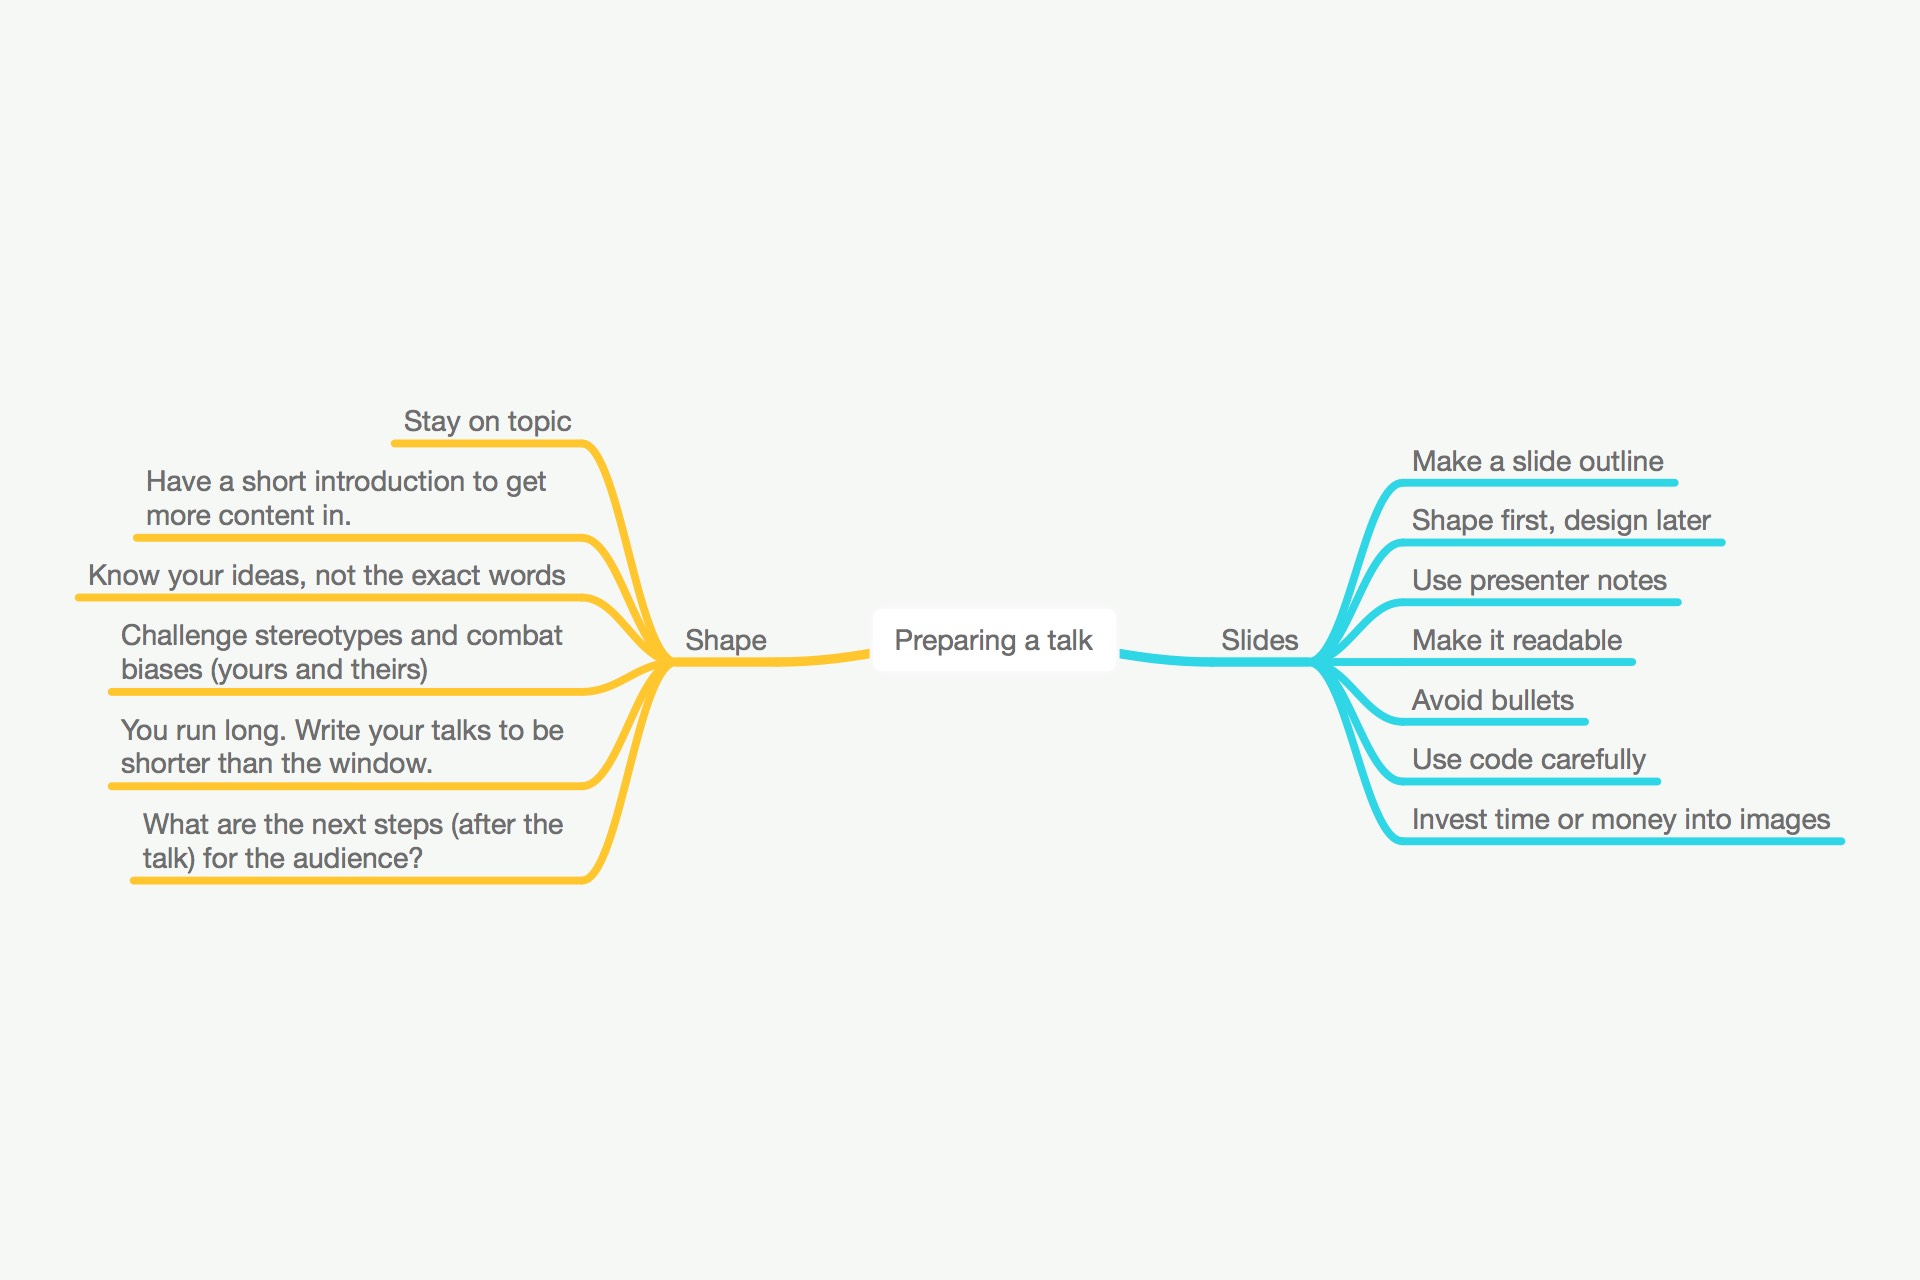 Preparing a talk
Shape
Stay on topic
Have a short introduction to get
more content in.
Know your ideas, not the exact words
Challenge stereotypes and combat
biases (yours and theirs)
You run long. Write your talks to be
shorter than the window.
What are the next steps (after the
talk) for the audience?
Slides
Make a slide outline
Shape first, design later
Use presenter notes
Make it readable
Avoid bullets
Use code carefully
Invest time or money into images